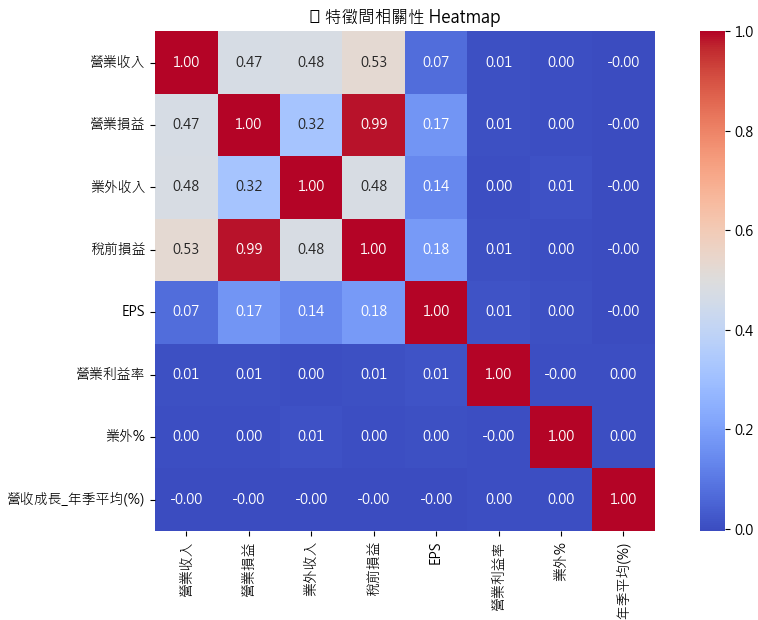 ▯ 特徵間相關性 Heatmap
營業收入 1.00 0.47 0.48 0.53 0.07 0.01 0.00 -0.00
營業損益 0.47 1.00 0.32 0.99 0.17 0.01 0.00 -0.00
業外收入 0.48 0.32 1.00 0.48 0.14 0.00 0.01 -0.00
稅前損益 0.53 0.99 0.48 1.00 0.18 0.01 0.00 -0.00
EPS 0.07 0.17 0.14 0.18 1.00 0.01 0.00 -0.00
營業利益率 0.01 0.01 0.00 0.01 0.01 1.00 -0.00 0.00
業外% 0.00 0.00 0.01 0.00 0.00 -0.00 1.00 0.00
營收成長_年季平均(%) -0.00 -0.00 -0.00 -0.00 -0.00 0.00 0.00 1.00
營業收入
營業損益
業外收入
稅前損益
EPS
營業利益率
業外%
年季平均(%)
1.0
0.8
0.6
0.4
0.2
0.0